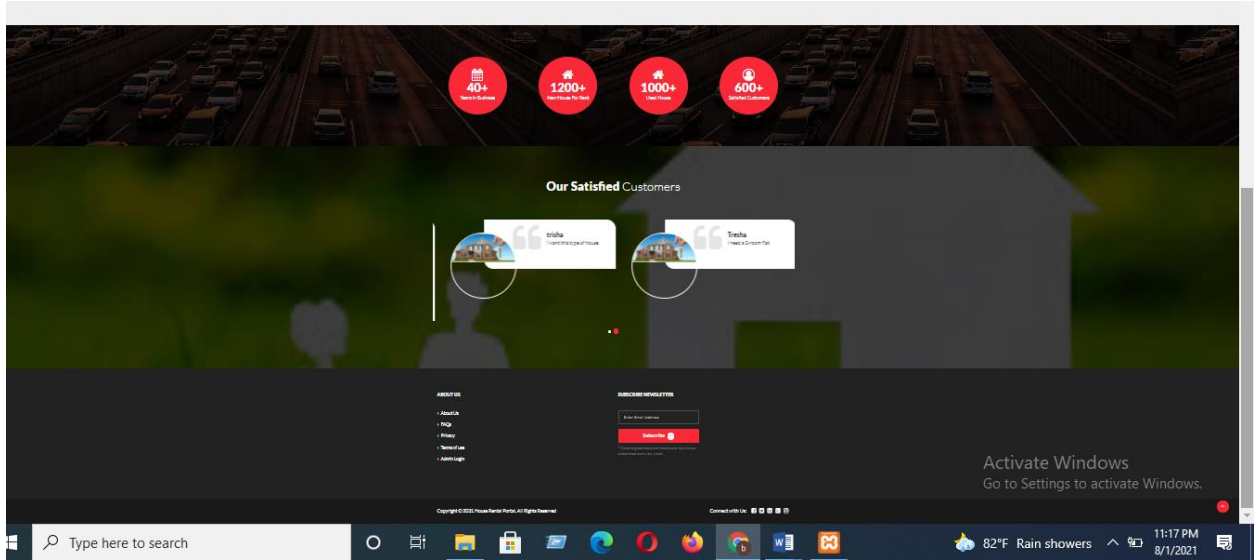 40+
Years in Business
1200+
New House For Rent
1000+
Used House
600+
Satisfied Customers
Our Satisfied Customers
trisha
I want this type of house
Tresha
I need a
ABOUT US
About Us
FAQs
Privacy
Terms of use
Admin Login
SUBSCRIBE NEWSLETTER
Enter Email Address
Subscribe
Copyright © 2021 House Rental Portal. All Rights Reserved
Connect with Us:
Activate Windows
Go to Settings to activate Windows.
Type here to search
82°F Rain showers
11:17 PM
8/1/2021